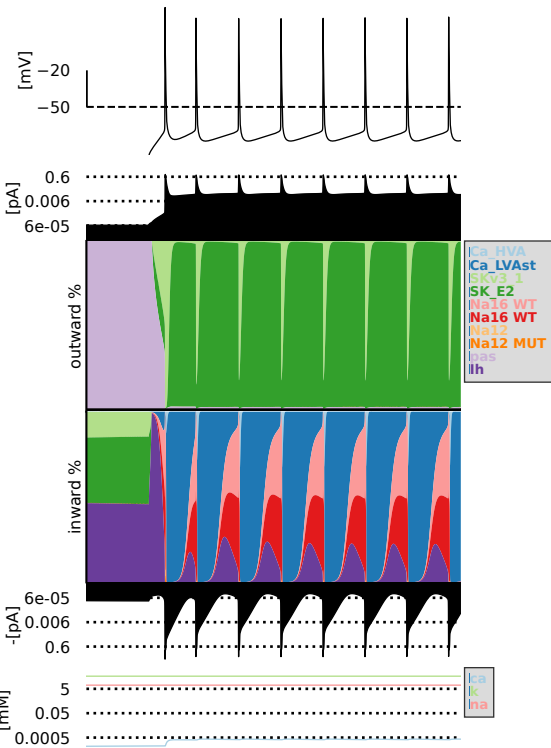 [mV]
−20
−50
[pA]
0.6
0.006
6e-05
outward %
Ca_HVA
Ca_LVAst
SKv3_1
SK_E2
Na16 WT
Na16 WT
Na12
Na12 MUT
pas
Ih
inward %
-[pA]
6e-05
0.006
0.6
[mM]
5
0.05
0.0005
ca
k
na